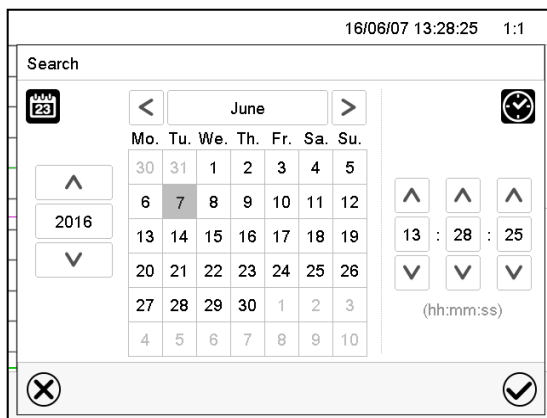 16/06/07 13:28:25 1:1
Search
23
< June >
Mo. Tu. We. Th. Fr. Sa. Su.
30 31 1 2 3 4 5
6 7 8 9 10 11 12
2016
13 14 15 16 17 18 19
13 : 28 : 25
20 21 22 23 24 25 26
27 28 29 30 1 2 3
(hh:mm:ss)
4 5 6 7 8 9 10